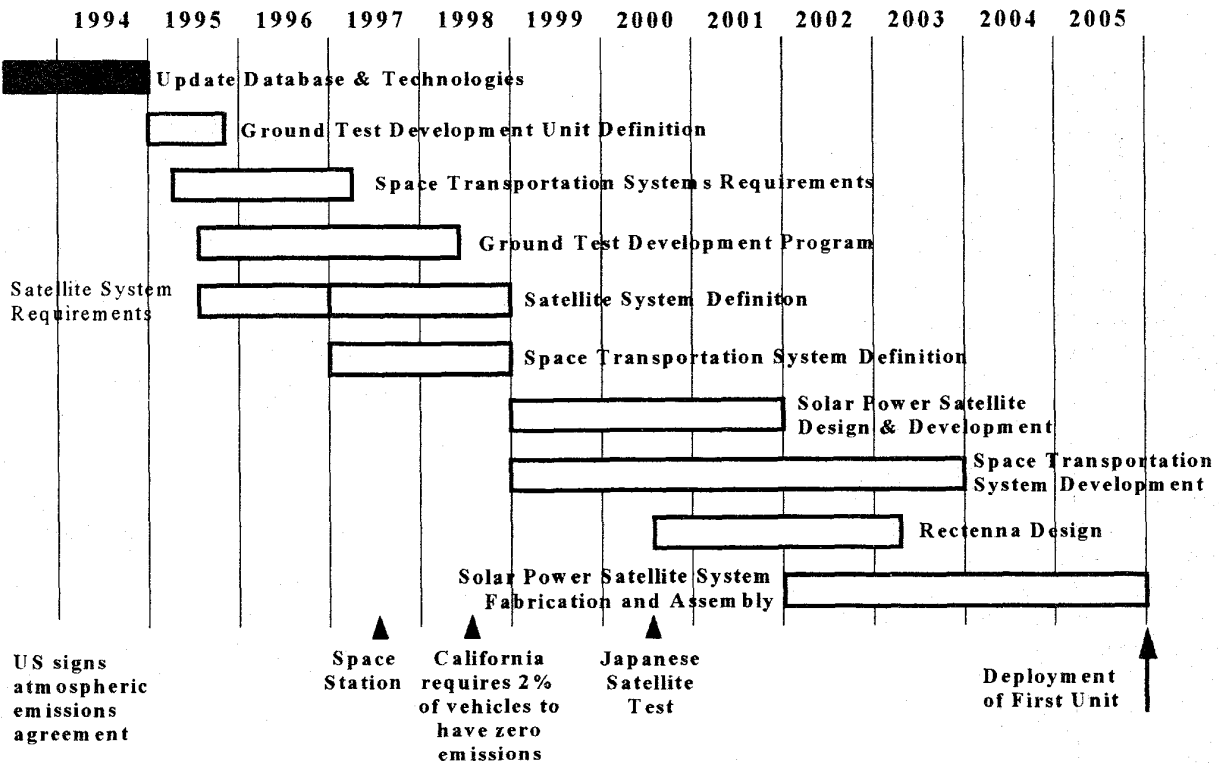 1994 1995 1996 1997 1998 1999 2000 2001 2002 2003 2004 2005
Update Database & Technologies
Ground Test Development Unit Definition
Space Transportation Systems Requirements
Ground Test Development Program
Satellite System
Requirements
Satellite System Definiton
Space Transportation System Definition
Solar Power Satellite
Design & Development
Space Transportation
System Development
Rectenna Design
Solar Power Satellite System
Fabrication and Assembly
US signs
atmospheric
emissions
agreement
Space
Station
California
requires 2%
of vehicles to
have zero
emissions
Japanese
Satellite
Test
Deployment
of First Unit